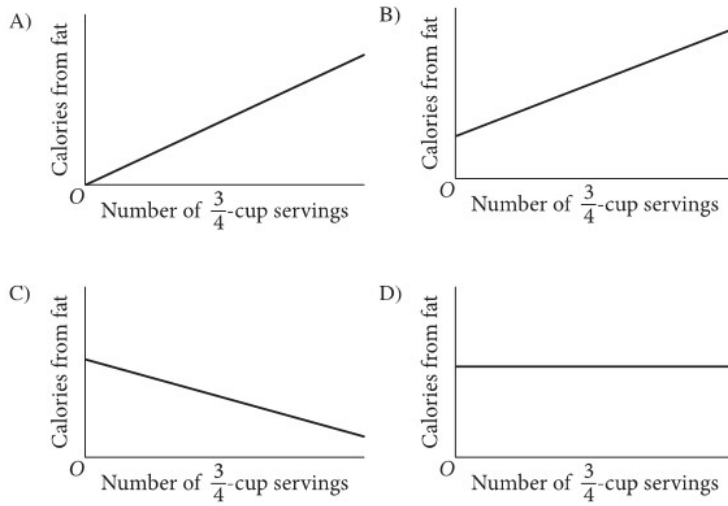 A)
Calories from fat
O
Number of 3/4-cup servings
B)
Calories from fat
O
Number of 3/4-cup servings
C)
Calories from fat
O
Number of 3/4-cup servings
D)
Calories from fat
O
Number of 3/4-cup servings